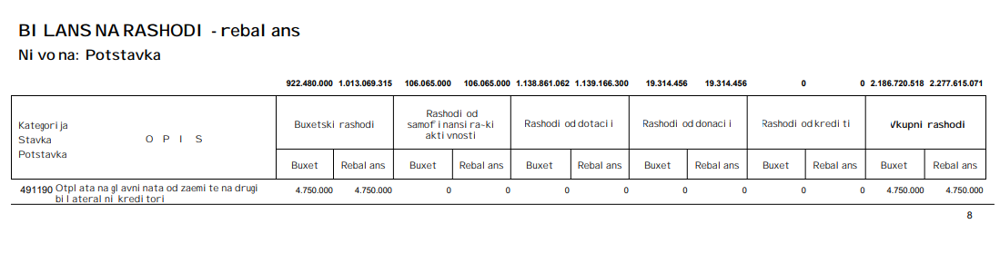 BILANS NA RASHODI - rebalans
Nivo na: Potstavka
922.480.000 1.013.069.315 106.065.000 106.065.000 1.138.861.062 1.139.166.300 19.314.456 19.314.456 0 0 2.186.720.518 2.277.615.071
Kategorija
Stavka
Potstavka
O P I S
Buxetski rashodi
Rashodi od
samofinansira~ki
aktivnosti
Rashodi od dotacii
Rashodi od donacii
Rashodi od krediti
Vkupni rashodi
Buxet Rebalans Buxet Rebalans Buxet Rebalans Buxet Rebalans Buxet Rebalans Buxet Rebalans
491190 Otplata na glavninata od zaemite na drugi 4.750.000 4.750.000 0 0 0 0 0 0 0 0 4.750.000 4.750.000
bilateralni kreditori
8